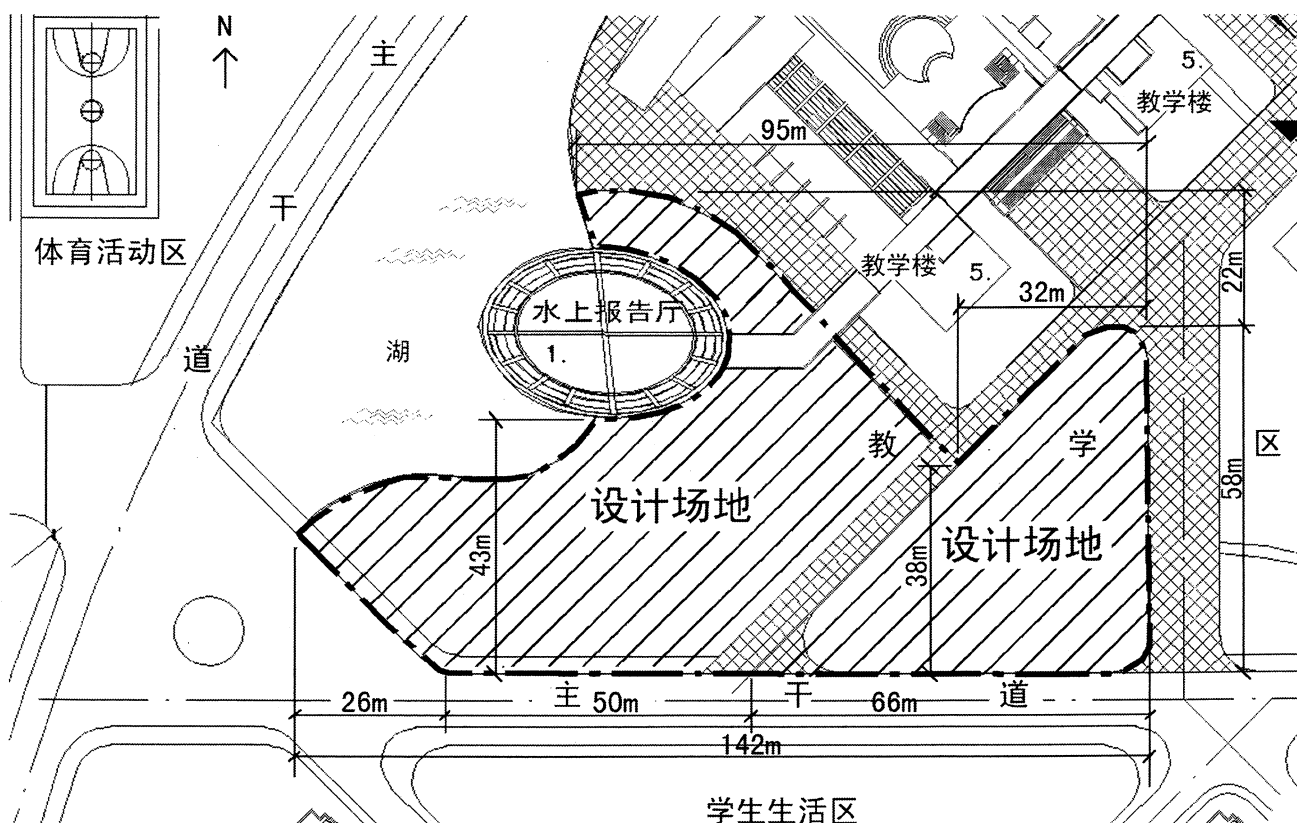 N
主
5.
教学楼
95m
干
体育活动区
教学楼
5.
22m
32m
水上报告厅
道
湖
1.
教
学
区
58m
设计场地
设计场地
43m
38m
主
干
道
26m
50m
66m
142m
学生生活区